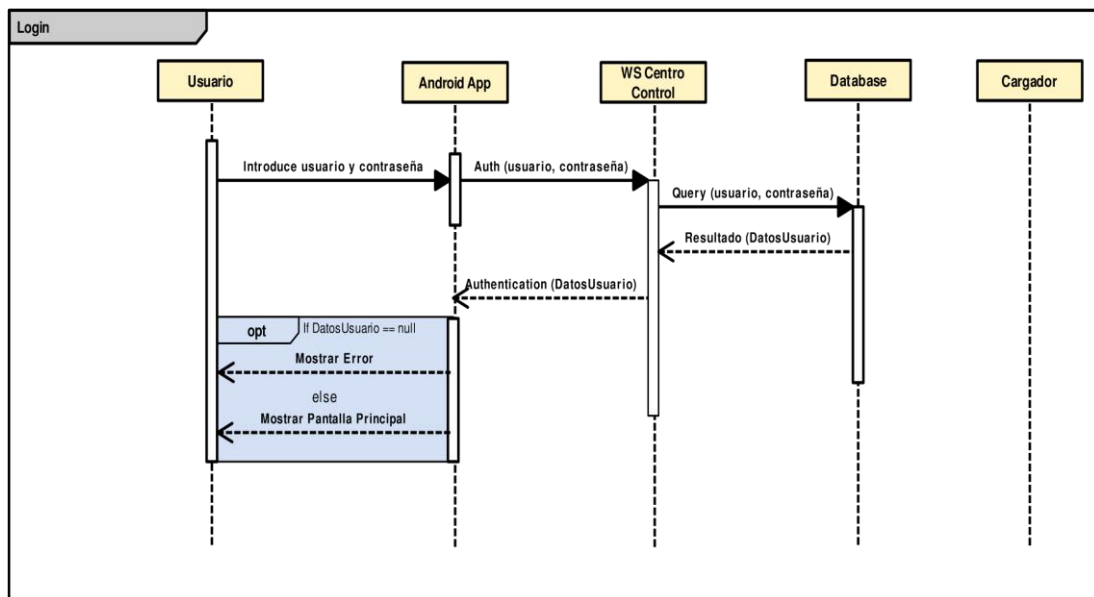 Login
Usuario
Android App
WS Centro
Control
Database
Cargador
Introduce usuario y contraseña
Auth (usuario, contraseña)
Query (usuario, contraseña)
Resultado (DatosUsuario)
Authentication (DatosUsuario)
opt
If DatosUsuario == null
Mostrar Error
else
Mostrar Pantalla Principal